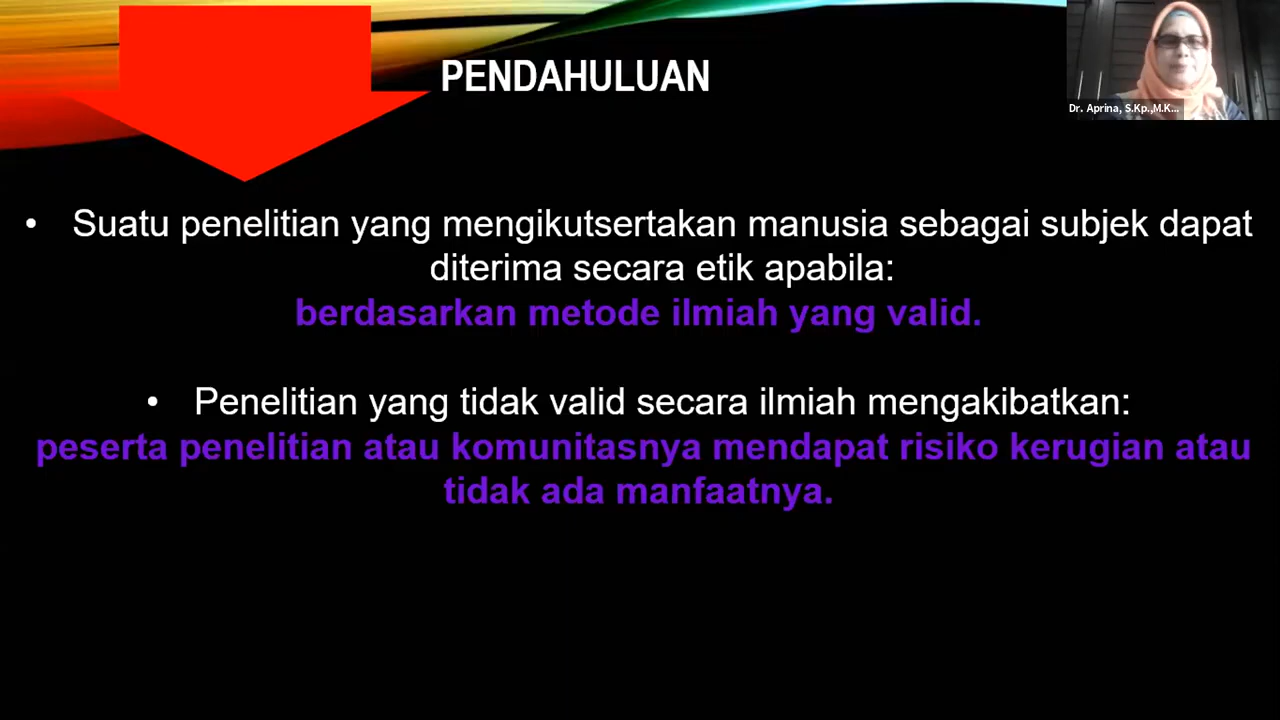 PENDAHULUAN
Dr. Aprina, S.Kp.,M.K...
• Suatu penelitian yang mengikutsertakan manusia sebagai subjek dapat
diterima secara etik apabila:
berdasarkan metode ilmiah yang valid.
• Penelitian yang tidak valid secara ilmiah mengakibatkan:
peserta penelitian atau komunitasnya mendapat risiko kerugian atau
tidak ada manfaatnya.